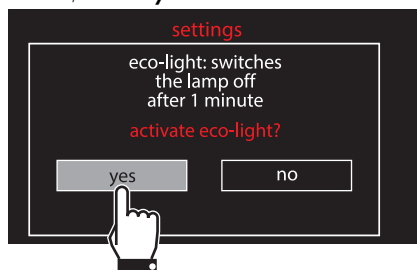 settings
eco-light: switches
the lamp off
after 1 minute
activate eco-light?
yes no